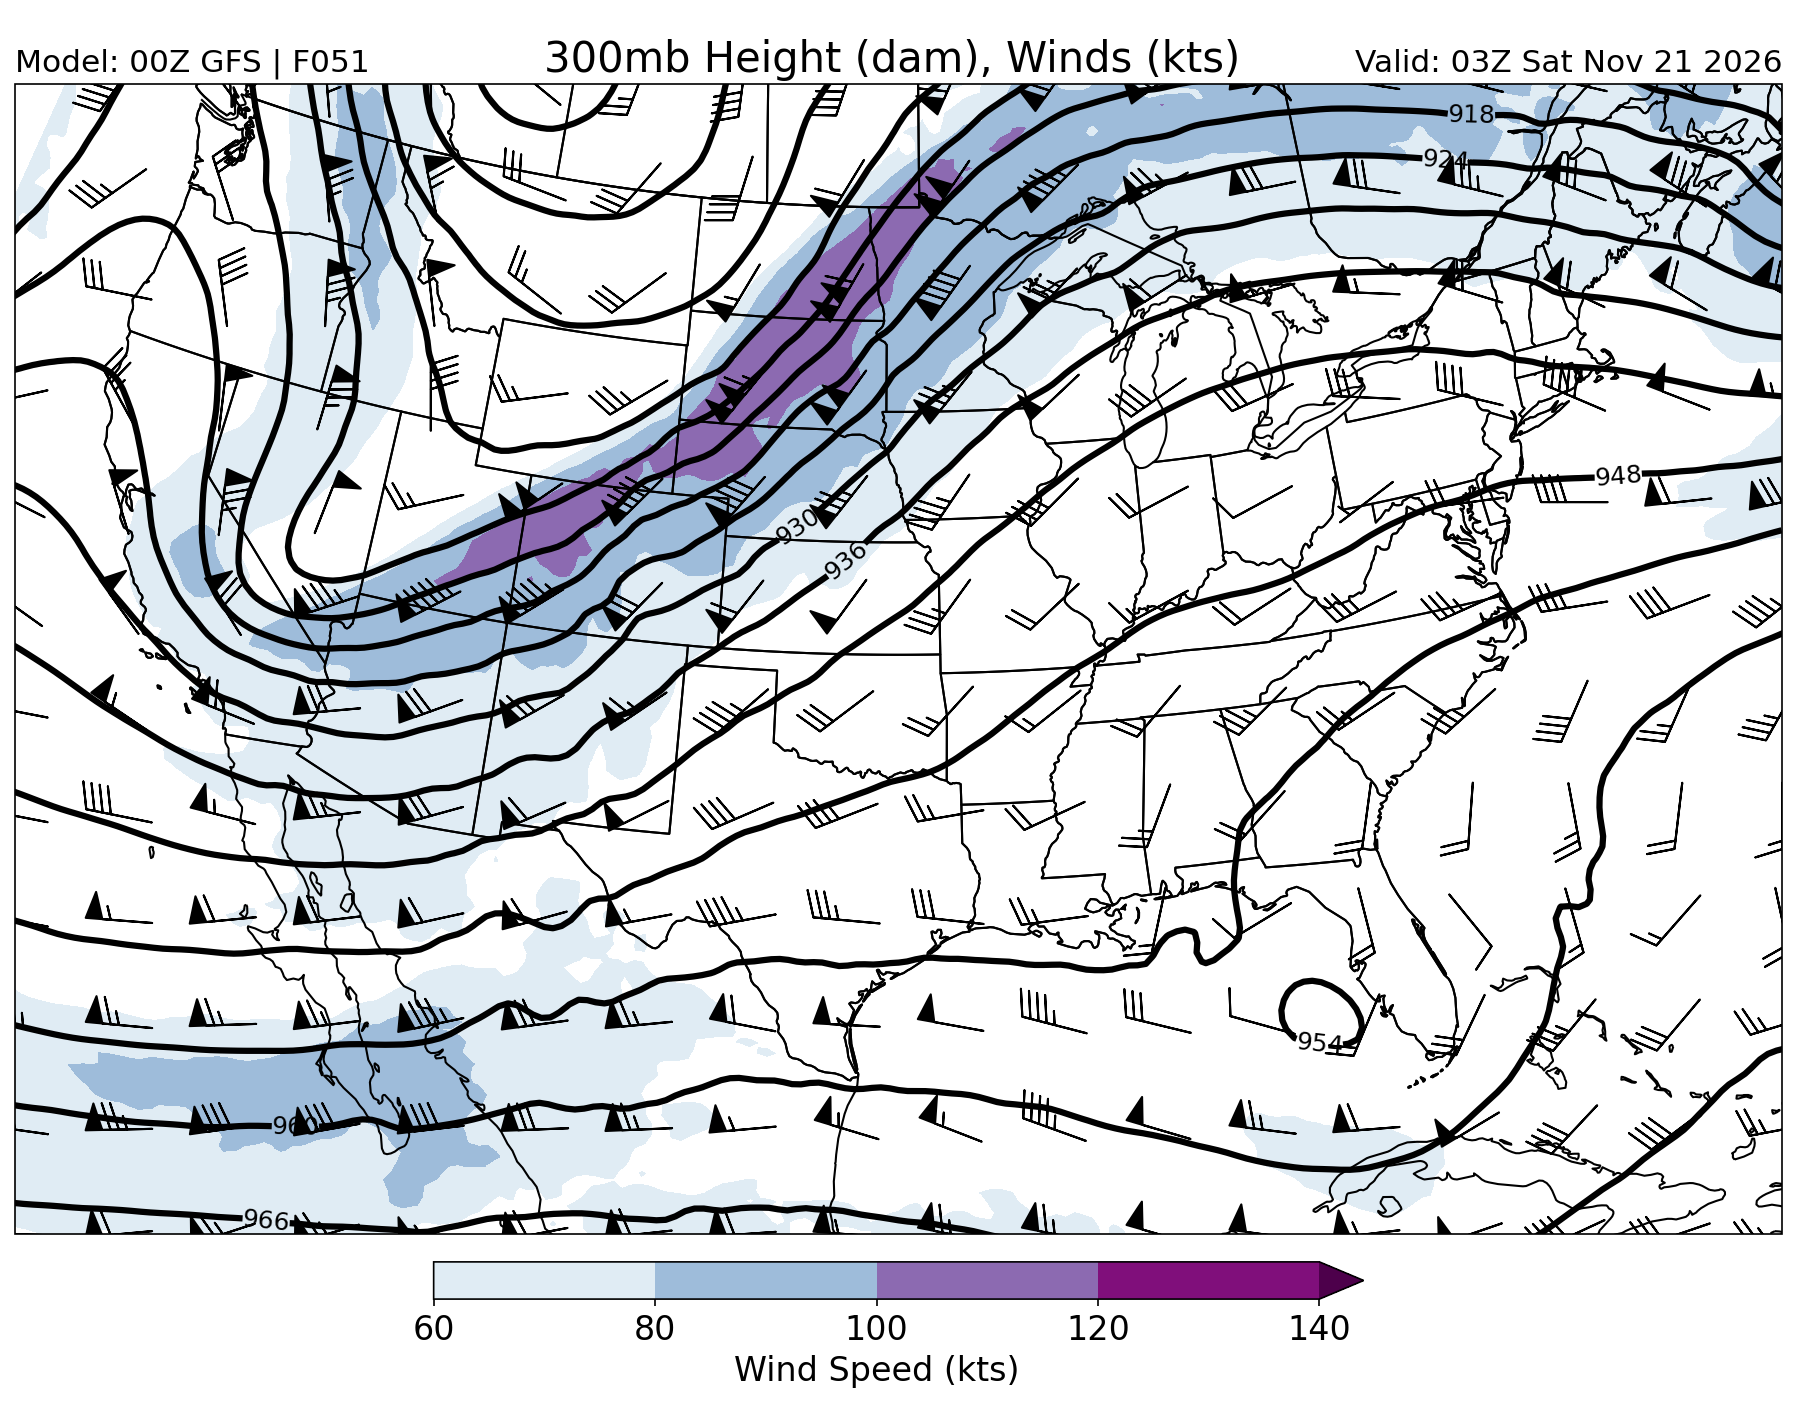 Model: 00Z GFS | F051
300mb Height (dam), Winds (kts)
Valid: 03Z Sat Nov 21 2026
918
924
948
930
936
954
960
966
60 80 100 120 140
Wind Speed (kts)